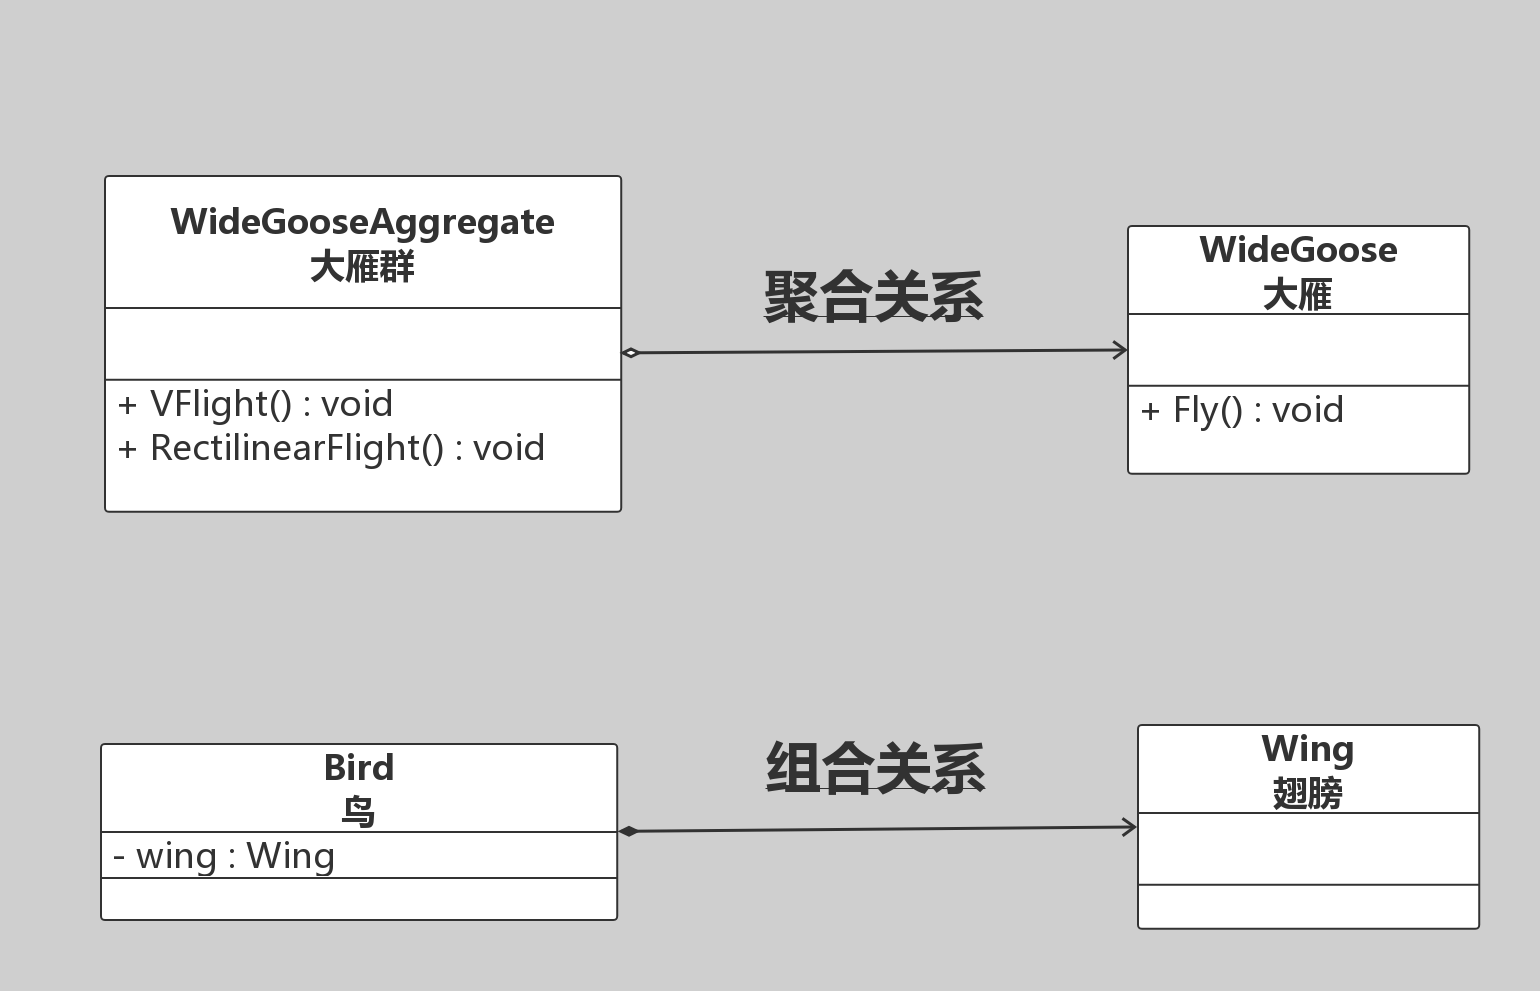 WideGooseAggregate
大雁群
+ VFlight() : void
+ RectilinearFlight() : void
聚合关系
WideGoose
大雁
+ Fly() : void
Bird
鸟
- wing : Wing
组合关系
Wing
翅膀